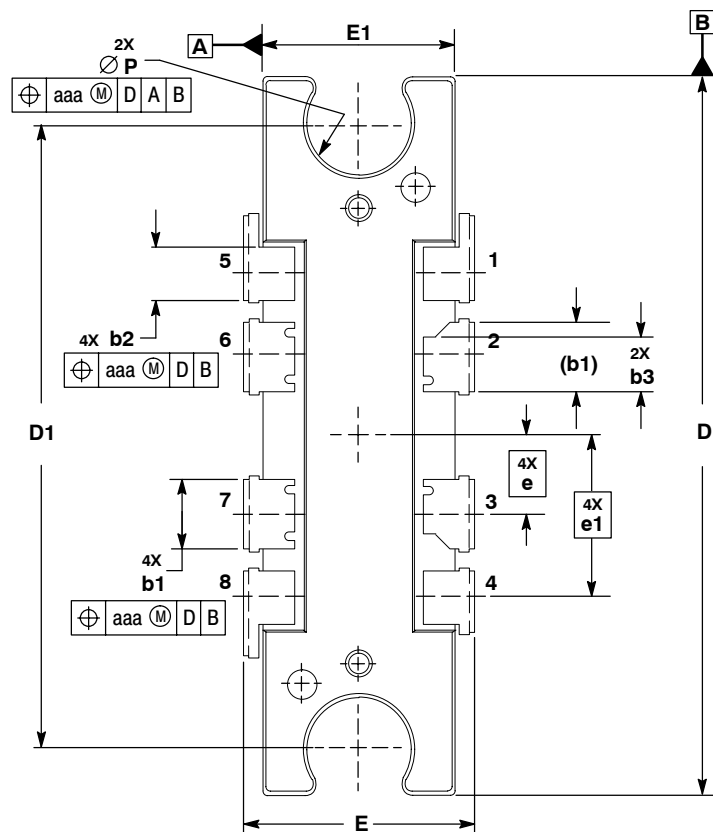 B
A
E1
2X
∅ P
⌖ aaa Ⓜ D A B
5
1
4X b2
6
2
(b1)
2X
b3
⌖ aaa Ⓜ D B
D1
D
4X
e
4X
e1
7
3
4X
b1
8
4
⌖ aaa Ⓜ D B
E